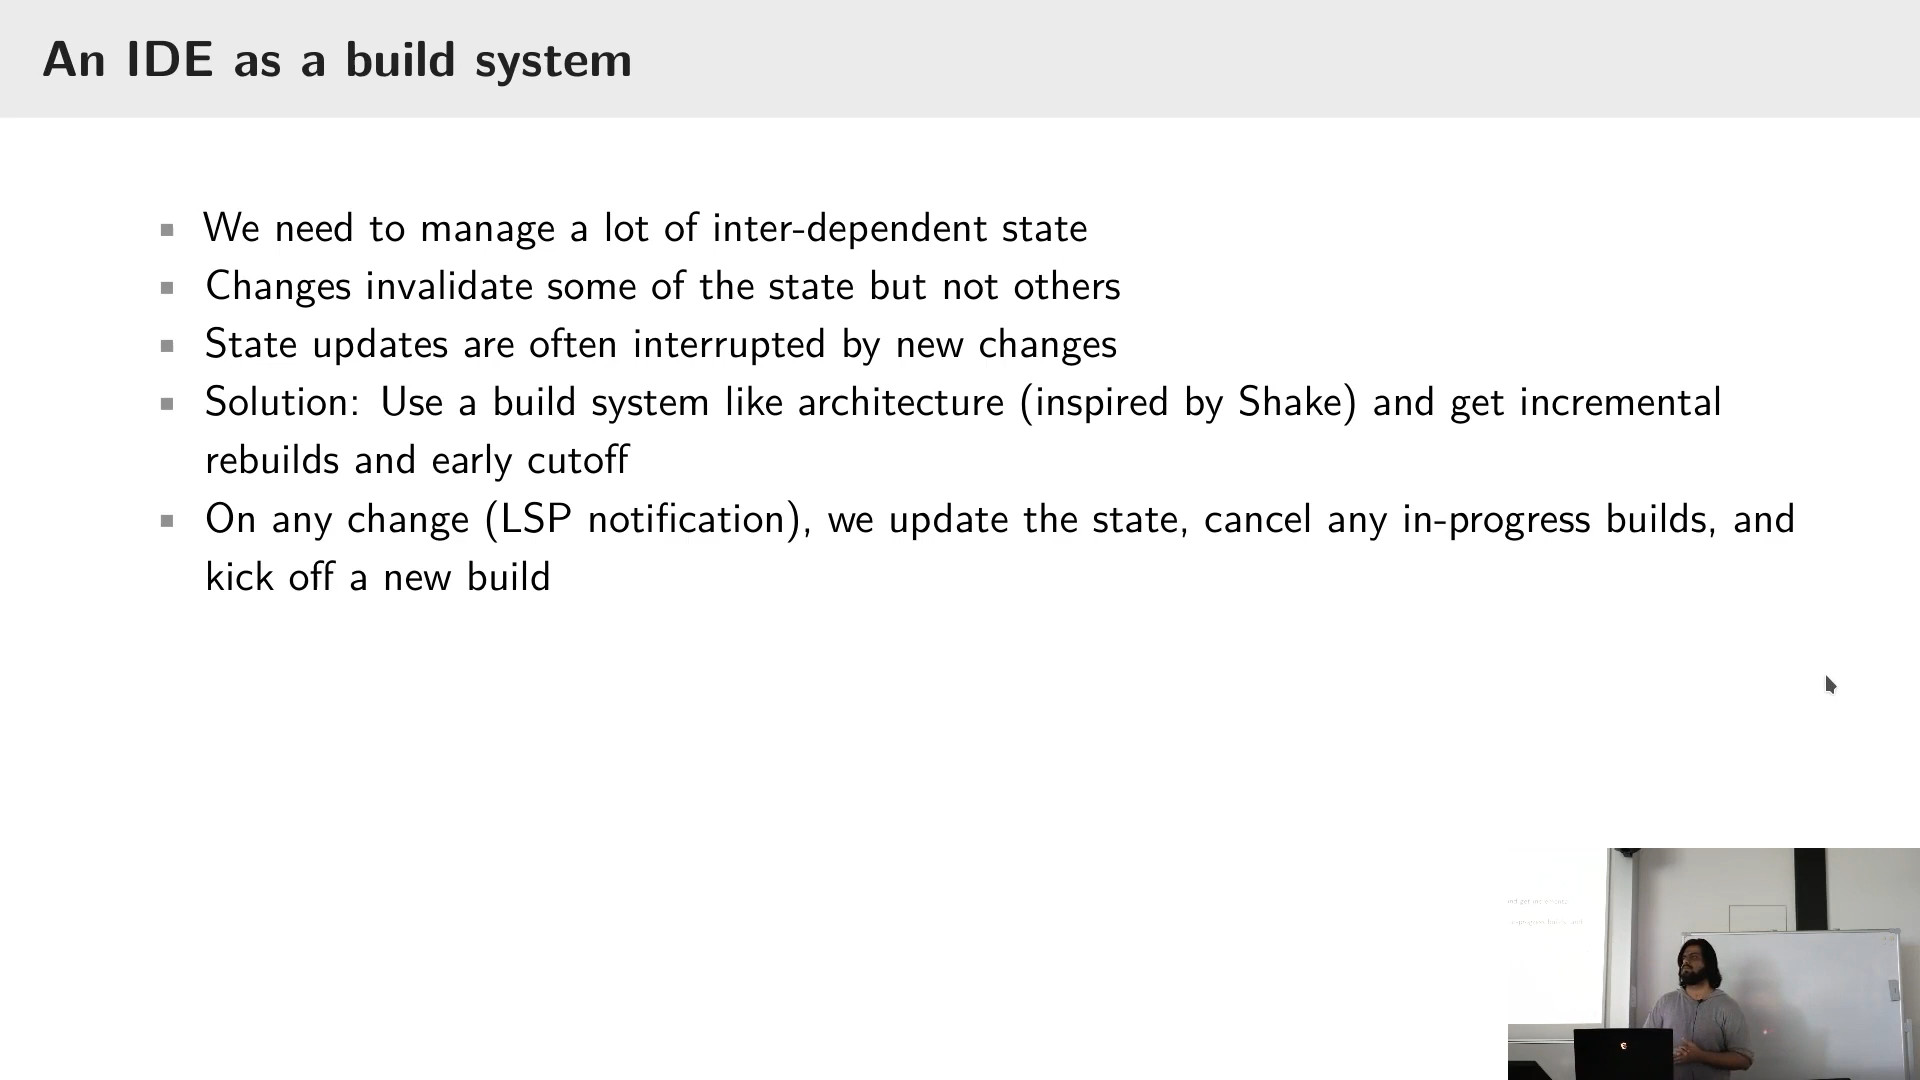 An IDE as a build system
We need to manage a lot of inter-dependent state
Changes invalidate some of the state but not others
State updates are often interrupted by new changes
Solution: Use a build system like architecture (inspired by Shake) and get incremental
rebuilds and early cutoff
On any change (LSP notification), we update the state, cancel any in-progress builds, and
kick off a new build